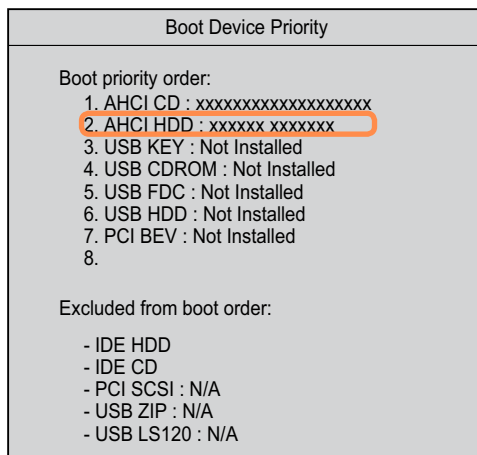 Boot Device Priority
Boot priority order:
1. AHCI CD : xxxxxxxxxxxxxxxxxxx
2. AHCI HDD : xxxxxx xxxxxxx
3. USB KEY : Not Installed
4. USB CDROM : Not Installed
5. USB FDC : Not Installed
6. USB HDD : Not Installed
7. PCI BEV : Not Installed
8.
Excluded from boot order:
- IDE HDD
- IDE CD
- PCI SCSI : N/A
- USB ZIP : N/A
- USB LS120 : N/A